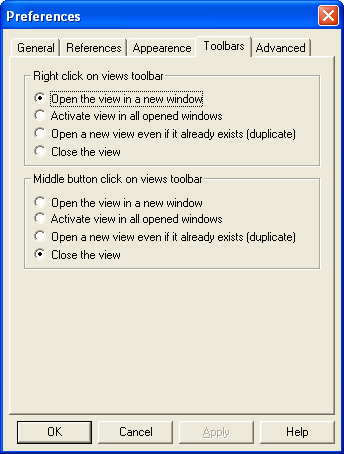 Preferences
General References Apperence Toolbars Advanced
Right click on views toolbar
Open the view in a new window
Activate view in all opened windows
Open a new view even if it already exists (duplicate)
Close the view
Middle button click on views toolbar
Open the view in a new window
Activate view in all opened windows
Open a new view even if it already exists (duplicate)
Close the view
OK Cancel Apply Help